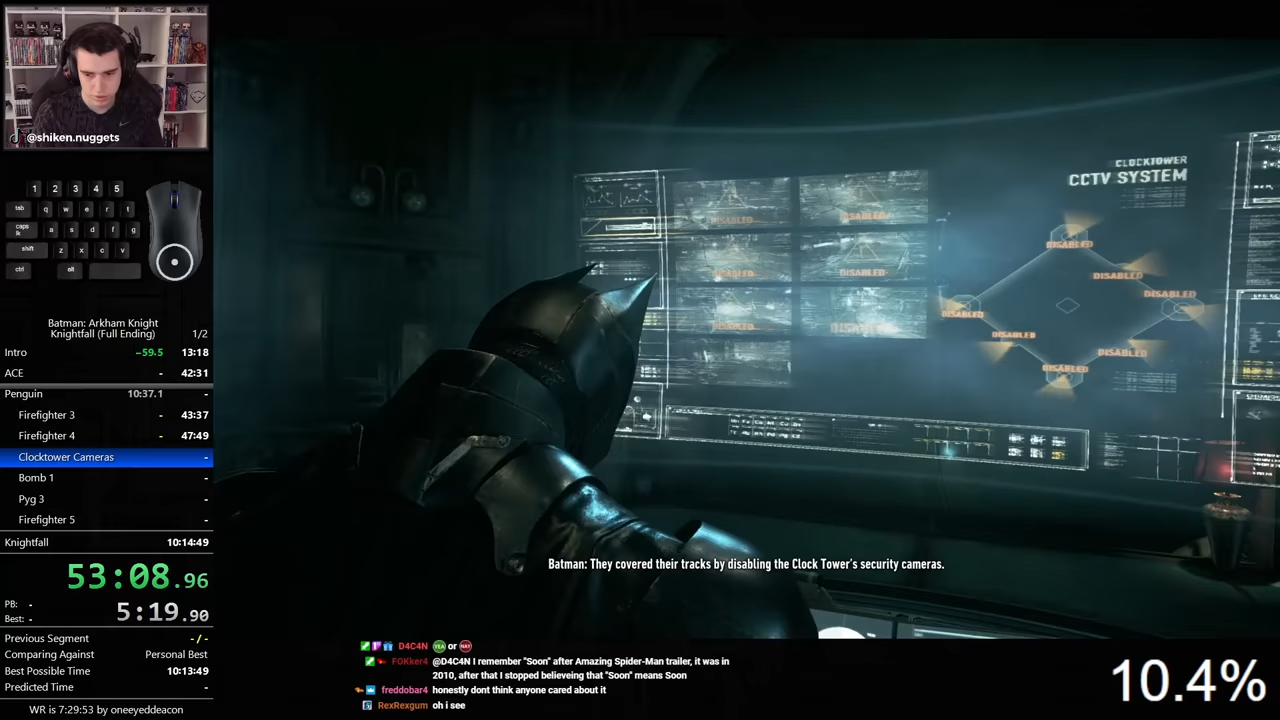 @shiken.nuggets
1 2 3 4 5
tab q w e r t
caps lk a s d f g
shift z x c v
ctrl alt
Batman: Arkham Knight
Knightfall (Full Ending) 1/2
Intro −59.5 13:18
ACE - 42:31
Penguin 10:37.1 -
Firefighter 3 - 43:37
Firefighter 4 - 47:49
Clocktower Cameras -
Bomb 1 -
Pyg 3 -
Firefighter 5 -
Knightfall 10:14:49
53:08.96
PB: -
Best: -
5:19.90
Previous Segment - / -
Comparing Against Personal Best
Best Possible Time 10:13:49
Predicted Time -
WR is 7:29:53 by oneeyeddeacon
CLOCKTOWER
CCTV SYSTEM
DISABLED DISABLED
DISABLED DISABLED
DISABLED DISABLED
DISABLED
DISABLED
DISABLED
DISABLED
DISABLED
DISABLED
DISABLED
Batman: They covered their tracks by disabling the Clock Tower's security cameras.
D4C4N YEA or NAY
FOKker4 @D4C4N I remember "Soon" after Amazing Spider-Man trailer, it was in
2010, after that I stopped believeing that "Soon" means Soon
freddobar4 honestly dont think anyone cared about it
RexRexgum oh i see
10.4%